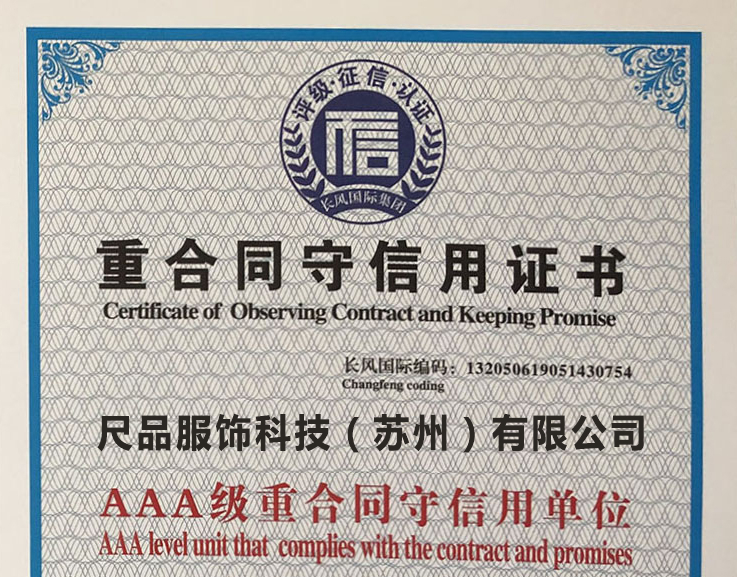 评级·征信·认证
信
长风国际集团
重合同守信用证书
Certificate of Observing Contract and Keeping Promise
长风国际编码：132050619051430754
Changfeng coding
尺品服饰科技（苏州）有限公司
AAA级重合同守信用单位
AAA level unit that complies with the contract and promises